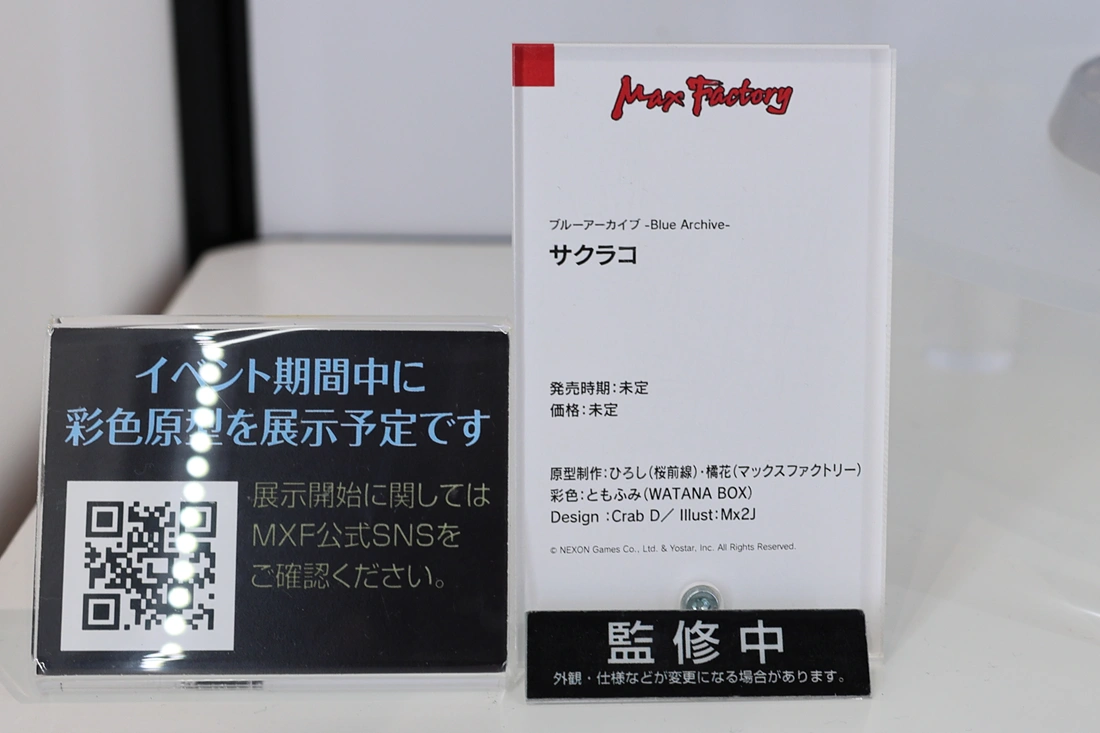 イベント期間中に
彩色原型を展示予定です
展示開始に関しては
MXF公式SNSを
ご確認ください。
Max Factory
ブルーアーカイブ -Blue Archive-
サクラコ
発売時期：未定
価格：未定
原型制作：ひろし（桜前線）・橘花（マックスファクトリー）
彩色：ともふみ（WATANA BOX）
Design：Crab D／ Illust：Mx2J
© NEXON Games Co., Ltd. & Yostar, Inc. All Rights Reserved.
監修中
外観・仕様などが変更になる場合があります。